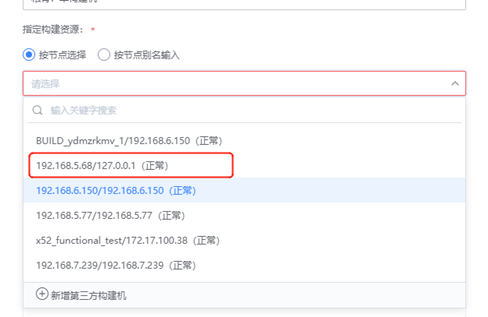 指定构建资源： *
按节点选择 按节点别名输入
请选择
输入关键字搜索
BUILD_ydmzrkmv_1/192.168.6.150（正常）
192.168.5.68/127.0.0.1（正常）
192.168.6.150/192.168.6.150（正常）
192.168.5.77/192.168.5.77（正常）
x52_functional_test/172.17.100.38（正常）
192.168.7.239/192.168.7.239（正常）
新增第三方构建机